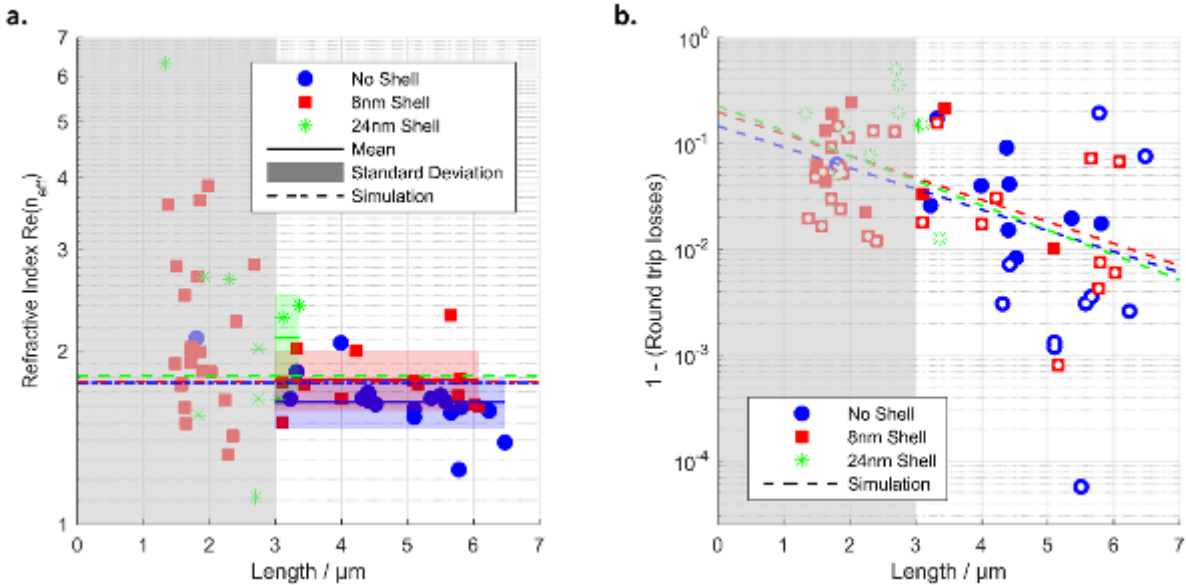 a.
Refractive Index Re(n_eff)
7
6
5
4
3
2
1
No Shell
8nm Shell
24nm Shell
Mean
Standard Deviation
Simulation
0 1 2 3 4 5 6 7
Length / μm
b.
1 - (Round trip losses)
10^0
10^-1
10^-2
10^-3
10^-4
No Shell
8nm Shell
24nm Shell
Simulation
0 1 2 3 4 5 6 7
Length / μm